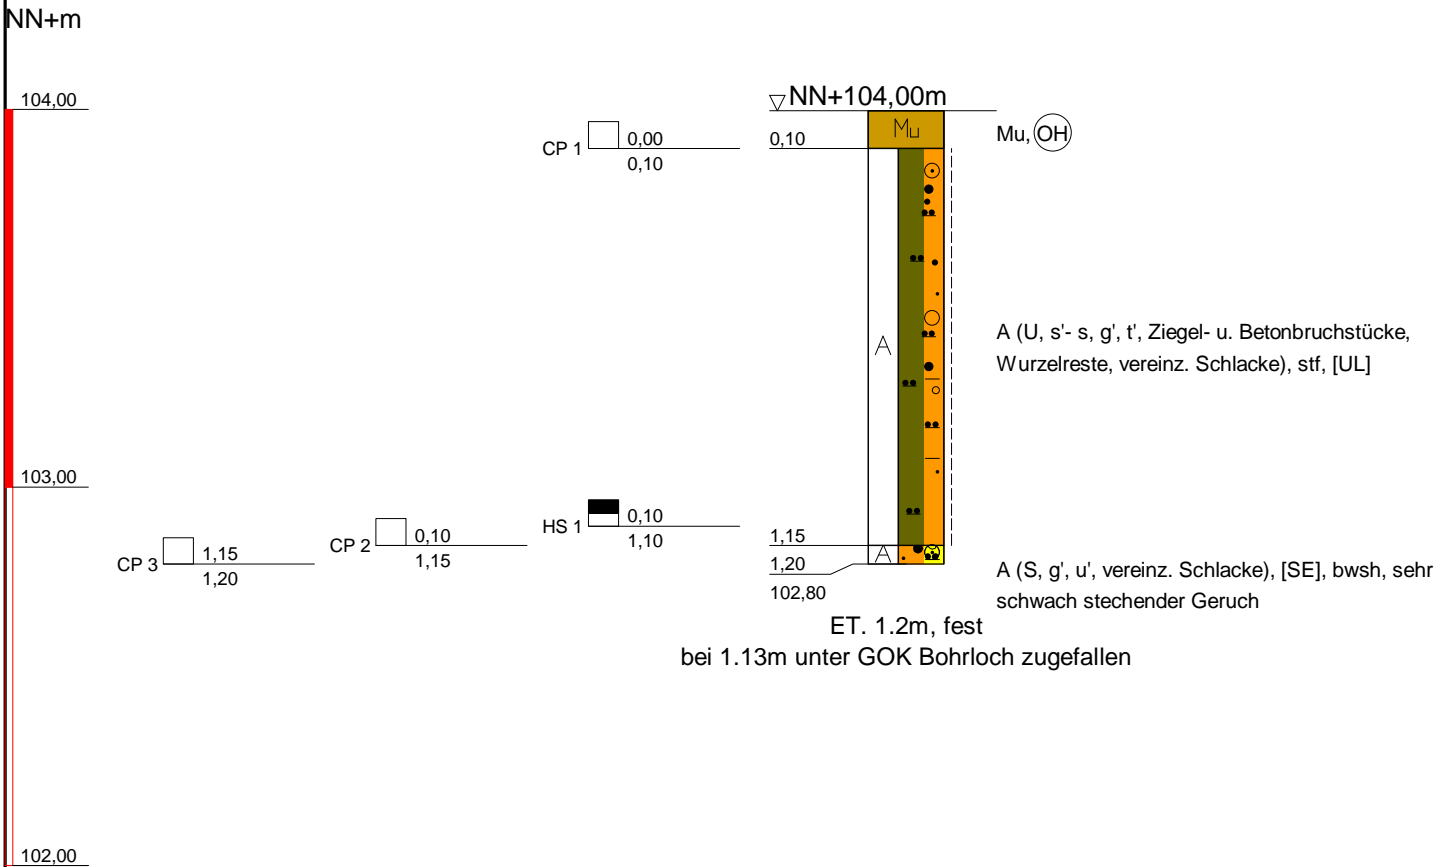 NN+m
104,00
NN+104,00m
CP 1
0,00
0,10
0,10
Mu
Mu, OH
A
A (U, s'- s, g', t', Ziegel- u. Betonbruchstücke,
Wurzelreste, vereinz. Schlacke), stf, [UL]
103,00
CP 3
1,15
1,20
CP 2
0,10
1,15
HS 1
0,10
1,10
1,15
1,20
102,80
A
A (S, g', u', vereinz. Schlacke), [SE], bwsh, sehr
schwach stechender Geruch
ET. 1.2m, fest
bei 1.13m unter GOK Bohrloch zugefallen
102,00